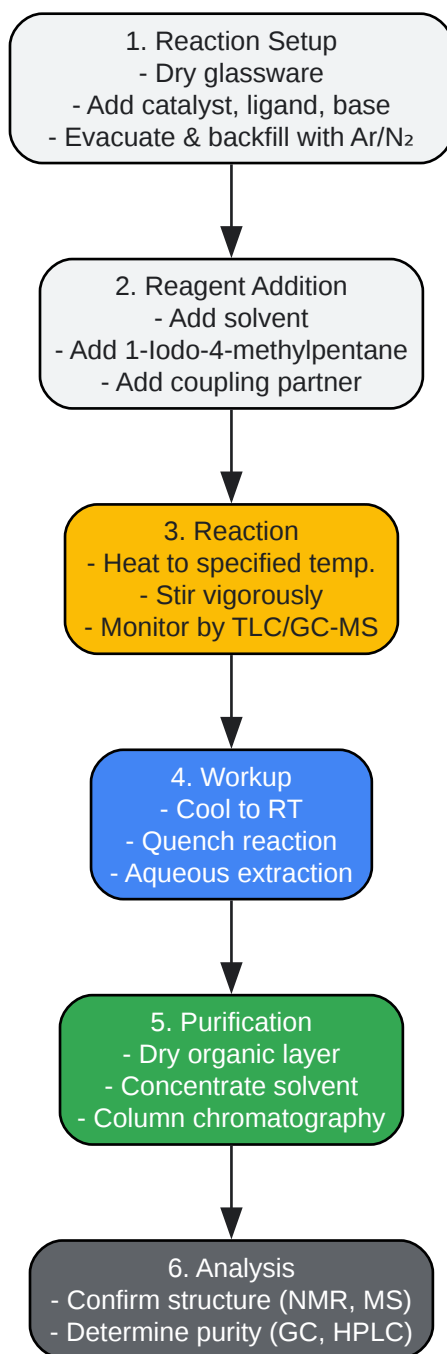 1. Reaction Setup
- Dry glassware
- Add catalyst, ligand, base
- Evacuate & backfill with Ar/N₂
2. Reagent Addition
- Add solvent
- Add 1-Iodo-4-methylpentane
- Add coupling partner
3. Reaction
- Heat to specified temp.
- Stir vigorously
- Monitor by TLC/GC-MS
4. Workup
- Cool to RT
- Quench reaction
- Aqueous extraction
5. Purification
- Dry organic layer
- Concentrate solvent
- Column chromatography
6. Analysis
- Confirm structure (NMR, MS)
- Determine purity (GC, HPLC)